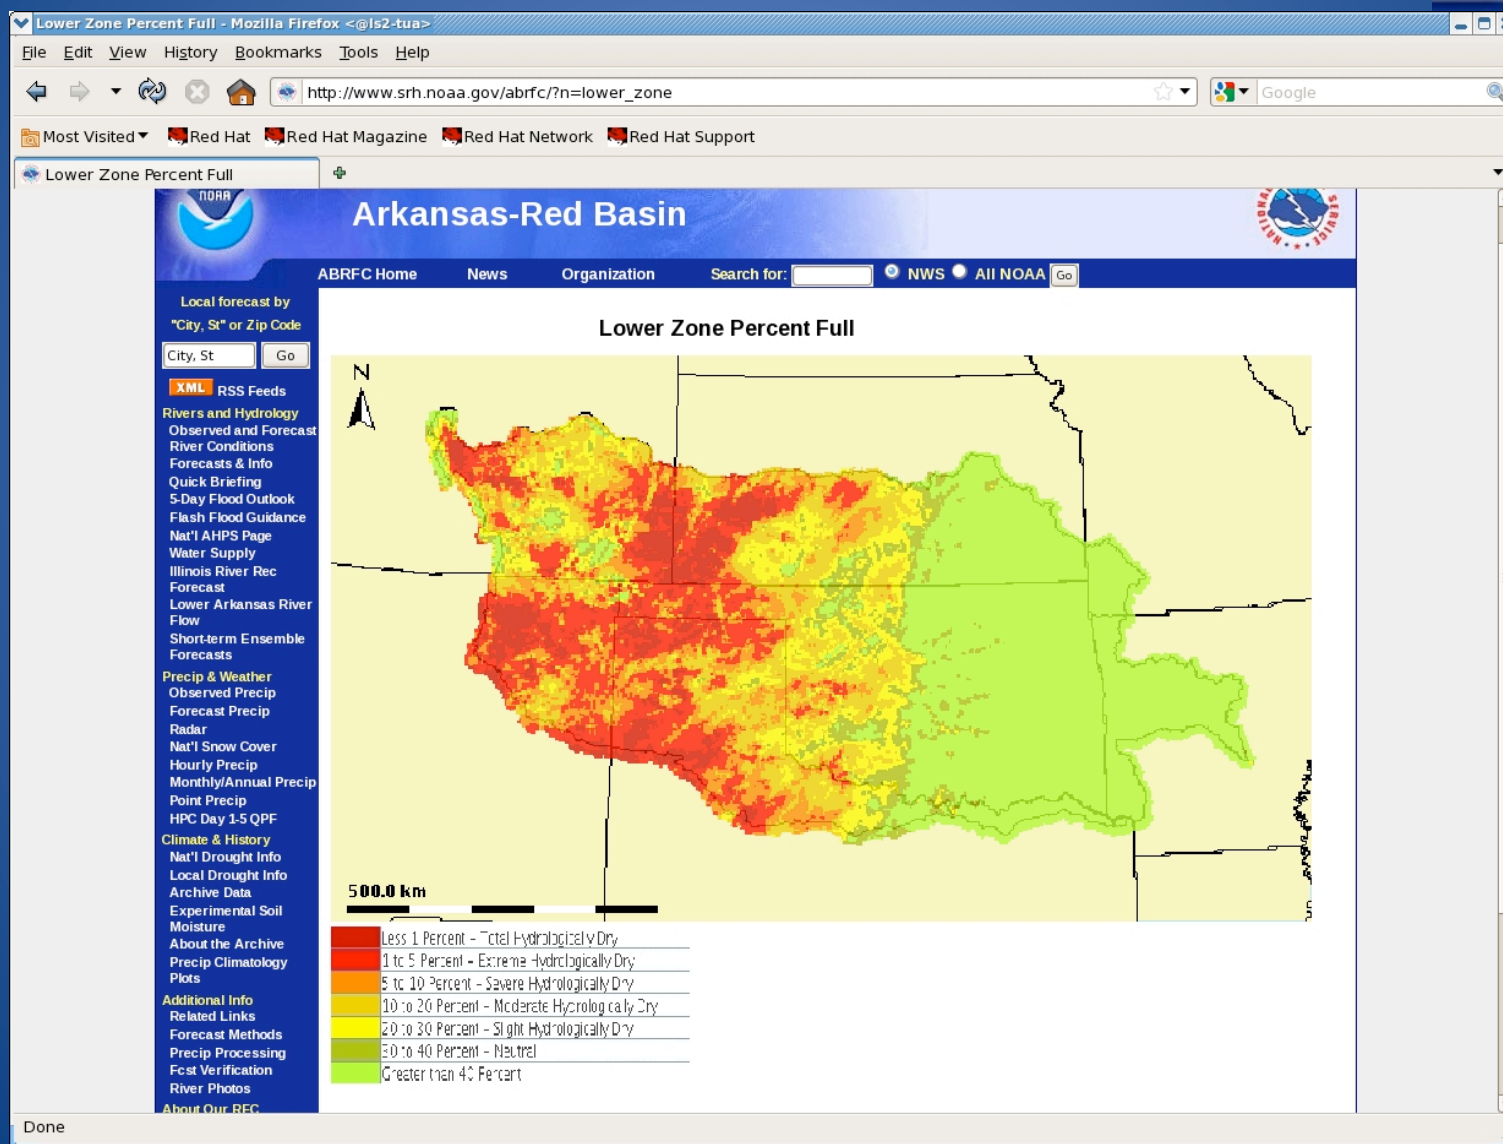 Lower Zone Percent Full - Mozilla Firefox <@ls2-tua>
File Edit View History Bookmarks Tools Help
http://www.srh.noaa.gov/abrfc/?n=lower_zone
Google
Most Visited Red Hat Red Hat Magazine Red Hat Network Red Hat Support
Lower Zone Percent Full
NOAA
Arkansas-Red Basin
NATIONAL SERVICE
ABRFC Home News Organization Search for: NWS All NOAA Go
Local forecast by
"City, St" or Zip Code
City, St Go
XML RSS Feeds
Rivers and Hydrology
Observed and Forecast
River Conditions
Forecasts & Info
Quick Briefing
5-Day Flood Outlook
Flash Flood Guidance
Nat'l AHPS Page
Water Supply
Illinois River Rec
Forecast
Lower Arkansas River
Flow
Short-term Ensemble
Forecasts
Precip & Weather
Observed Precip
Forecast Precip
Radar
Nat'l Snow Cover
Hourly Precip
Monthly/Annual Precip
Point Precip
HPC Day 1-5 QPF
Climate & History
Nat'l Drought Info
Local Drought Info
Archive Data
Experimental Soil
Moisture
About the Archive
Precip Climatology
Plots
Additional Info
Related Links
Forecast Methods
Precip Processing
Fcst Verification
River Photos
About Our RFC
Lower Zone Percent Full
N
500.0 km
Less 1 Percent - Total Hydrologically Dry
1 to 5 Percent - Extreme Hydrologically Dry
5 to 10 Percent - Severe Hydrologically Dry
10 to 20 Percent - Moderate Hydrologically Dry
20 to 30 Percent - Slight Hydrologically Dry
30 to 40 Percent - Neutral
Greater than 40 Percent
Done